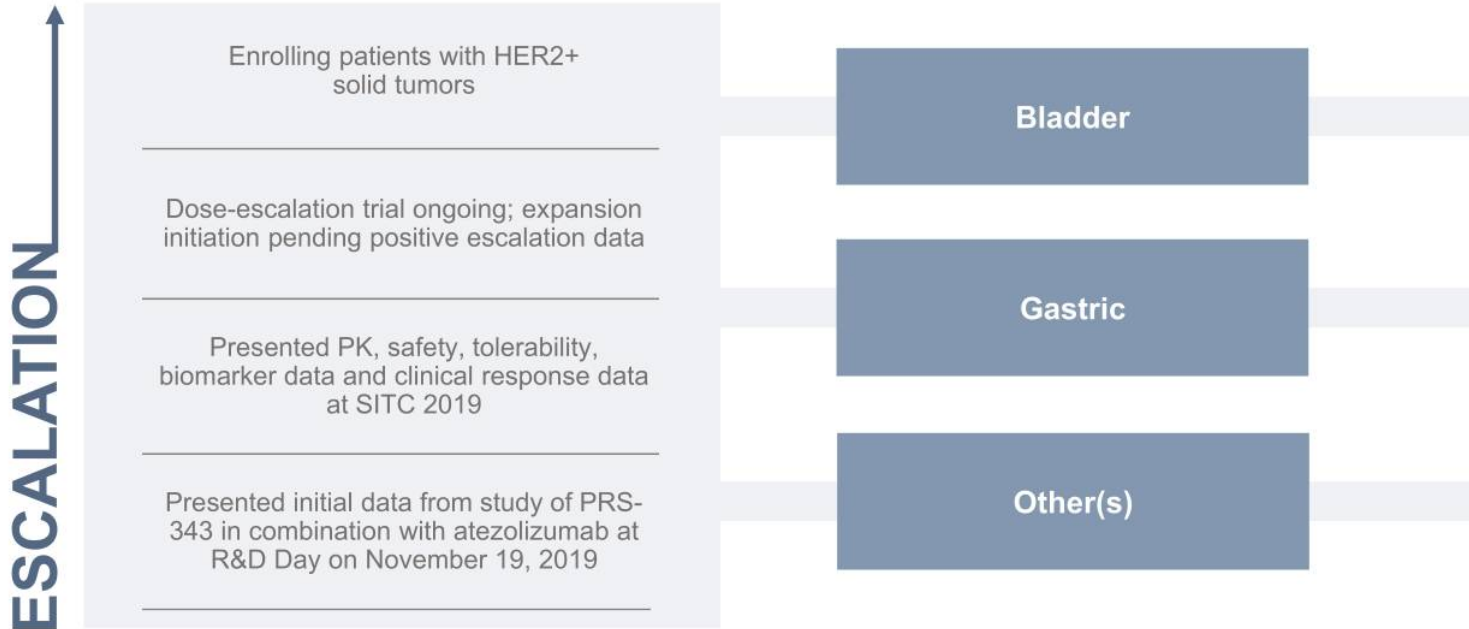 ESCALATION
Enrolling patients with HER2+
solid tumors
Dose-escalation trial ongoing; expansion
initiation pending positive escalation data
Presented PK, safety, tolerability,
biomarker data and clinical response data
at SITC 2019
Presented initial data from study of PRS-
343 in combination with atezolizumab at
R&D Day on November 19, 2019
Bladder
Gastric
Other(s)